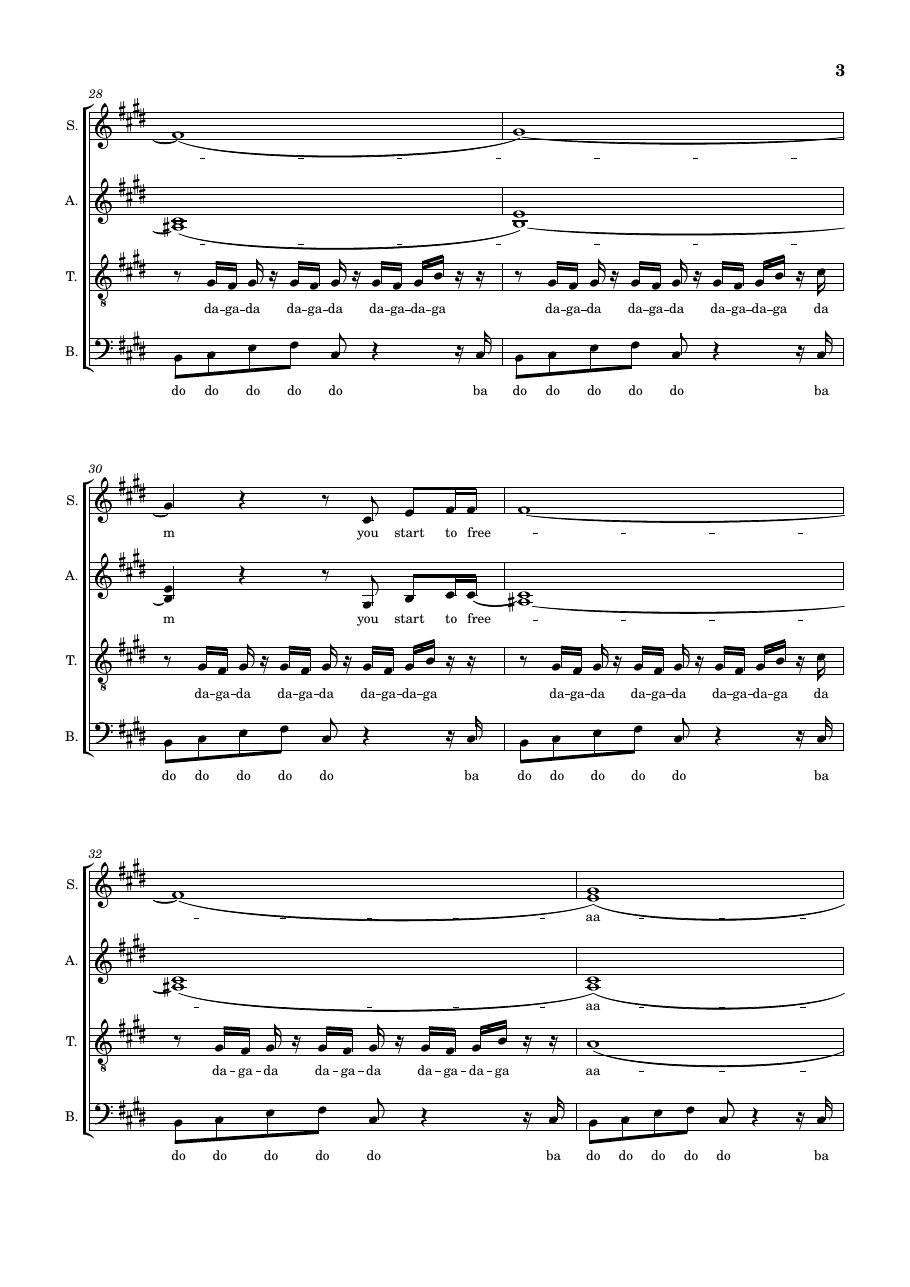 3
28
S.
A.
T.
da – ga – da da – ga – da da – ga – da – ga da – ga – da da – ga – da da – ga – da – ga da
B.
do do do do do ba do do do do do ba
30
S.
m you start to free – – – –
A.
m you start to free – – – –
T.
da – ga – da da – ga – da da – ga – da – ga da – ga – da da – ga – da da – ga – da – ga da
B.
do do do do do ba do do do do do ba
32
S.
aa – –
A.
aa – –
T.
da – ga – da da – ga – da da – ga – da – ga aa – – –
B.
do do do do do ba do do do do do ba